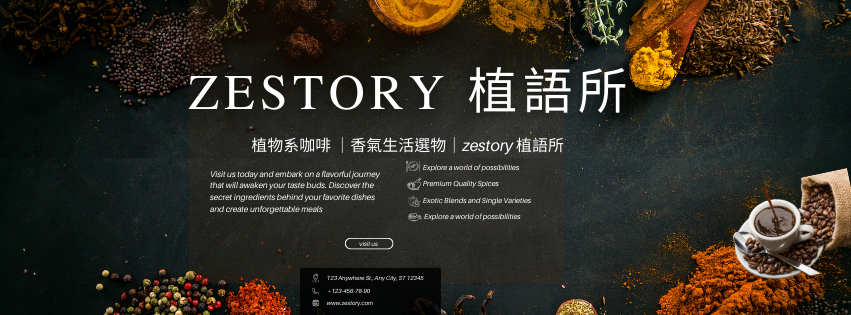 ZESTORY 植語所
植物系咖啡 ｜香氣生活選物｜zestory 植語所
Visit us today and embark on a flavorful journey
that will awaken your taste buds. Discover the
secret ingredients behind your favorite dishes
and create unforgettable meals
Explore a world of possibilities
Premium Quality Spices
Exotic Blends and Single Varieties
Explore a world of possibilities
visit us
123 Anywhere St., Any City, ST 12345
+123-456-78-90
www.zestory.com